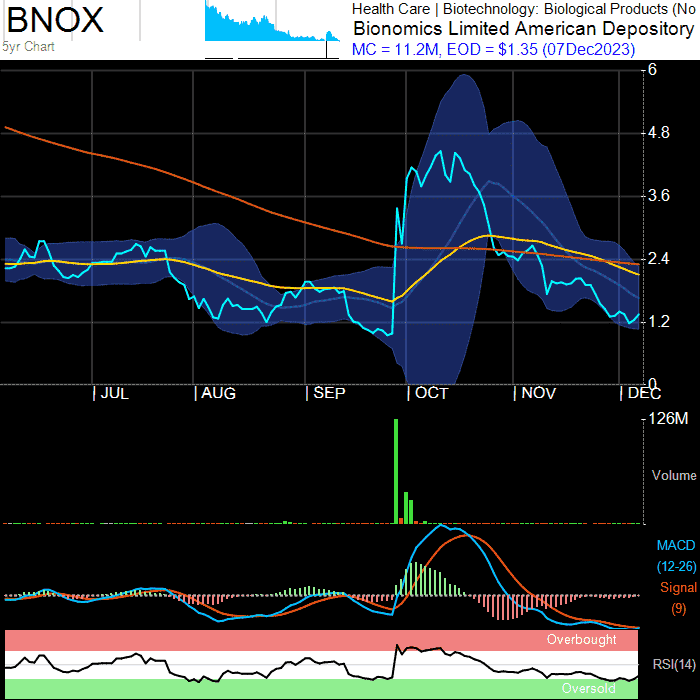 BNOX
5yr Chart
Health Care | Biotechnology: Biological Products (No
Bionomics Limited American Depository
MC = 11.2M, EOD = $1.35 (07Dec2023)
6
4.8
3.6
2.4
1.2
0
JUL AUG SEP OCT NOV DEC
126M
Volume
MACD
(12-26)
Signal
(9)
Overbought
RSI(14)
Oversold